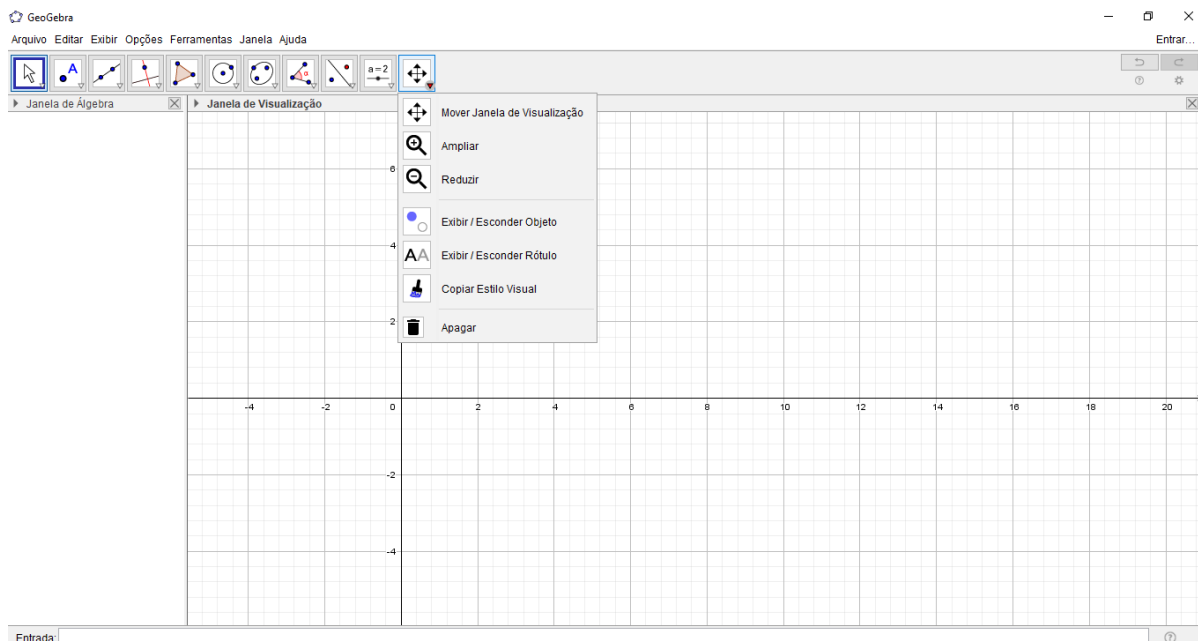 GeoGebra
Arquivo Editar Exibir Opções Ferramentas Janela Ajuda
Entrar...
A
α
a=2
Janela de Álgebra
Janela de Visualização
Mover Janela de Visualização
Ampliar
Reduzir
Exibir / Esconder Objeto
AA Exibir / Esconder Rótulo
Copiar Estilo Visual
Apagar
6
4
2
-4 -2 0 2 4 6 8 10 12 14 16 18 20
-2
-4
Entrada: